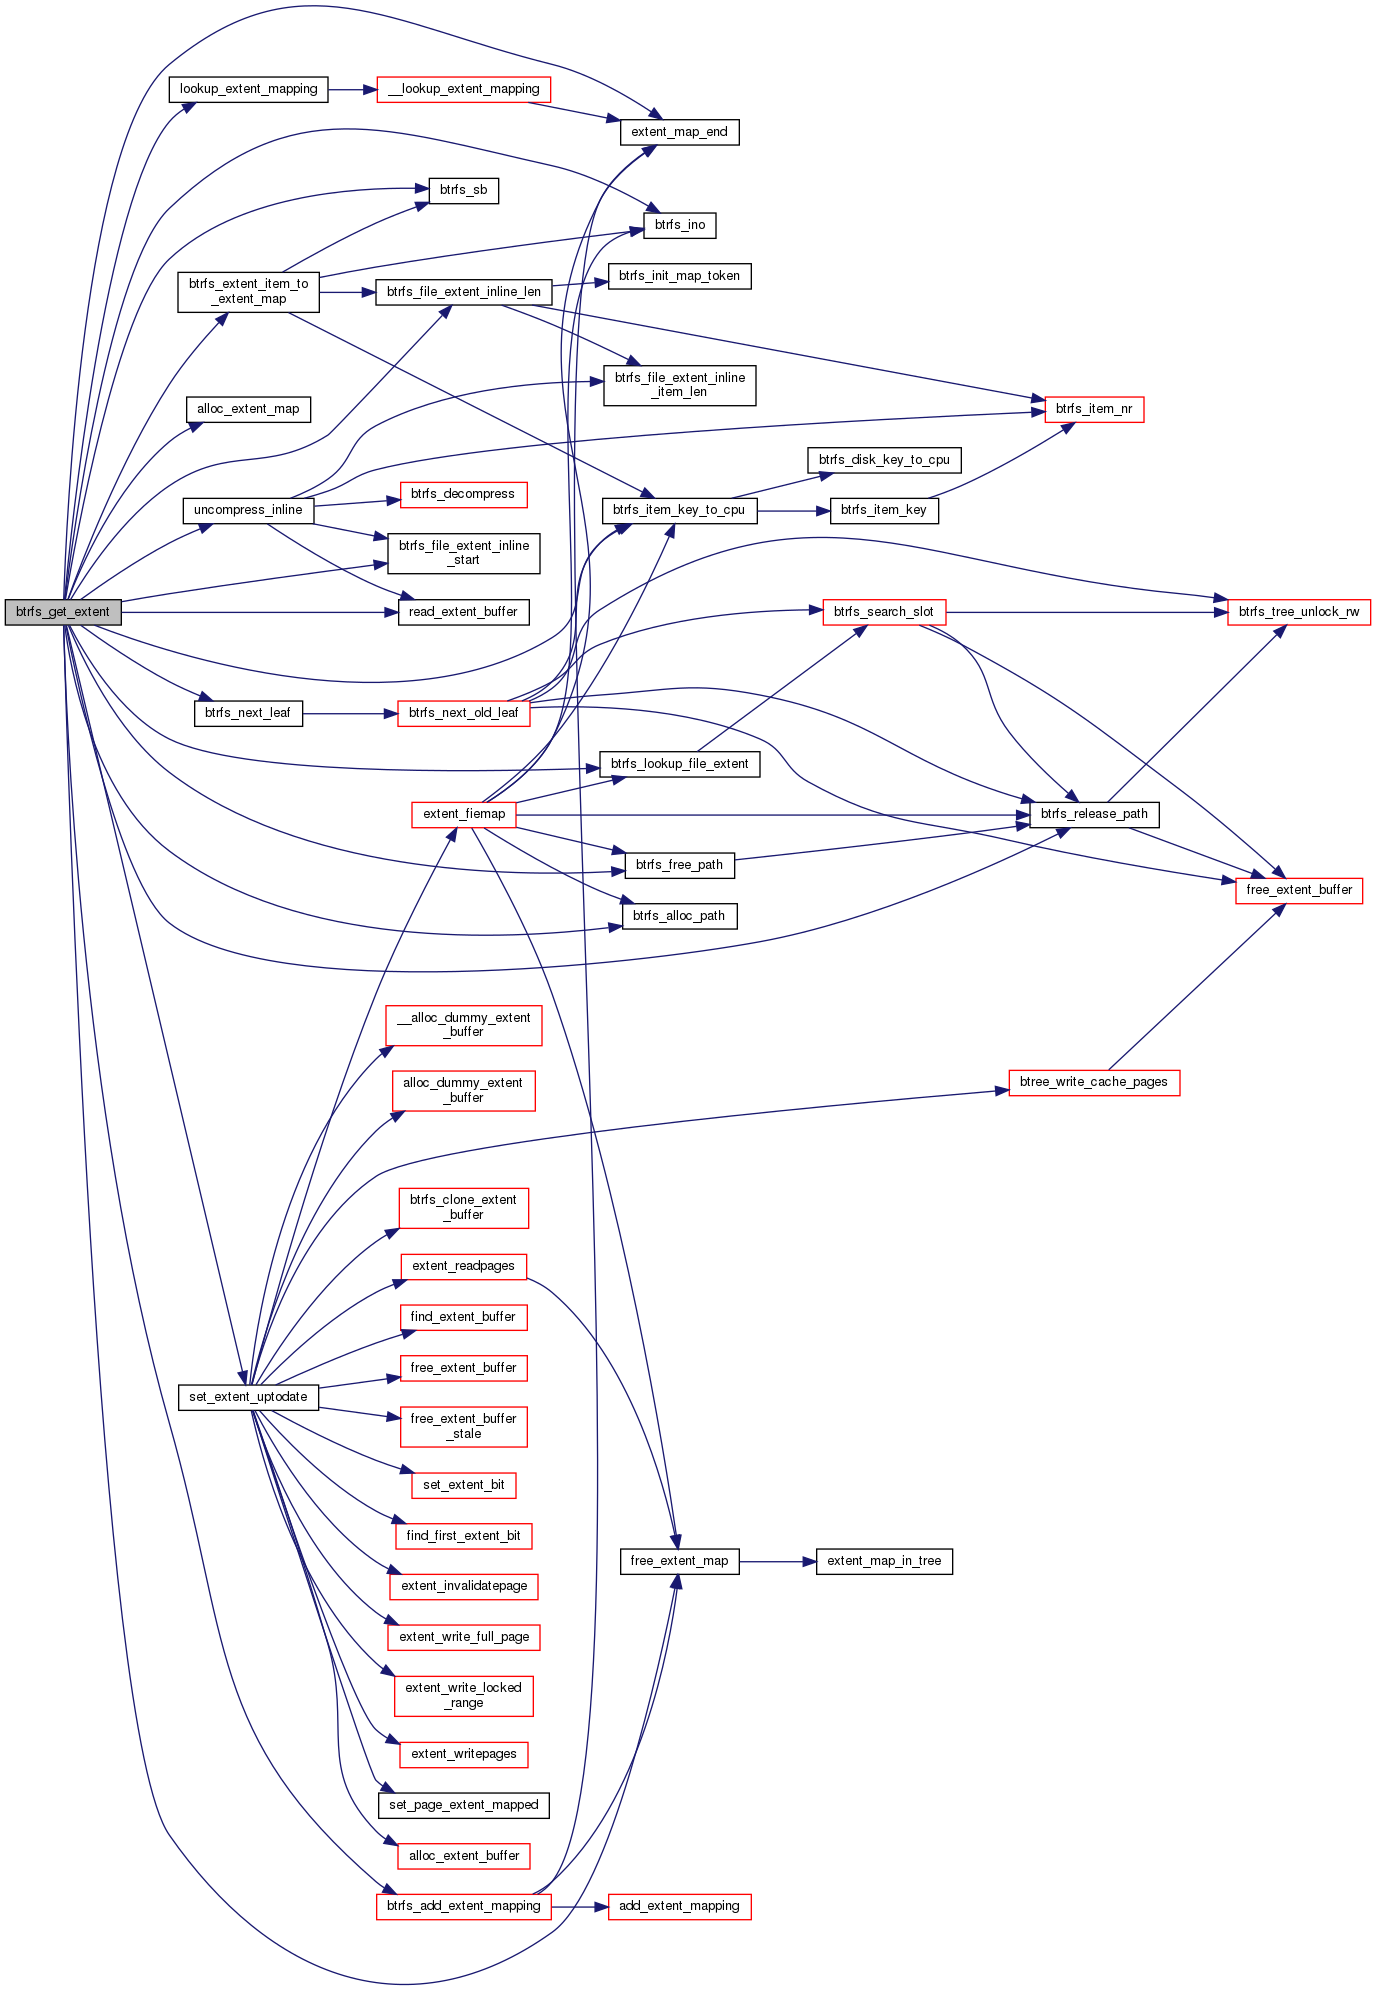 lookup_extent_mapping
__lookup_extent_mapping
extent_map_end
btrfs_sb
btrfs_ino
btrfs_extent_item_to
_extent_map
btrfs_file_extent_inline_len
btrfs_init_map_token
btrfs_file_extent_inline
_item_len
alloc_extent_map
btrfs_item_nr
btrfs_disk_key_to_cpu
uncompress_inline
btrfs_decompress
btrfs_item_key_to_cpu
btrfs_item_key
btrfs_file_extent_inline
_start
btrfs_get_extent
read_extent_buffer
btrfs_search_slot
btrfs_tree_unlock_rw
btrfs_next_leaf
btrfs_next_old_leaf
btrfs_lookup_file_extent
extent_fiemap
btrfs_release_path
btrfs_free_path
free_extent_buffer
btrfs_alloc_path
__alloc_dummy_extent
_buffer
alloc_dummy_extent
_buffer
btree_write_cache_pages
btrfs_clone_extent
_buffer
extent_readpages
find_extent_buffer
free_extent_buffer
set_extent_uptodate
free_extent_buffer
_stale
set_extent_bit
find_first_extent_bit
free_extent_map
extent_map_in_tree
extent_invalidatepage
extent_write_full_page
extent_write_locked
_range
extent_writepages
set_page_extent_mapped
alloc_extent_buffer
btrfs_add_extent_mapping
add_extent_mapping